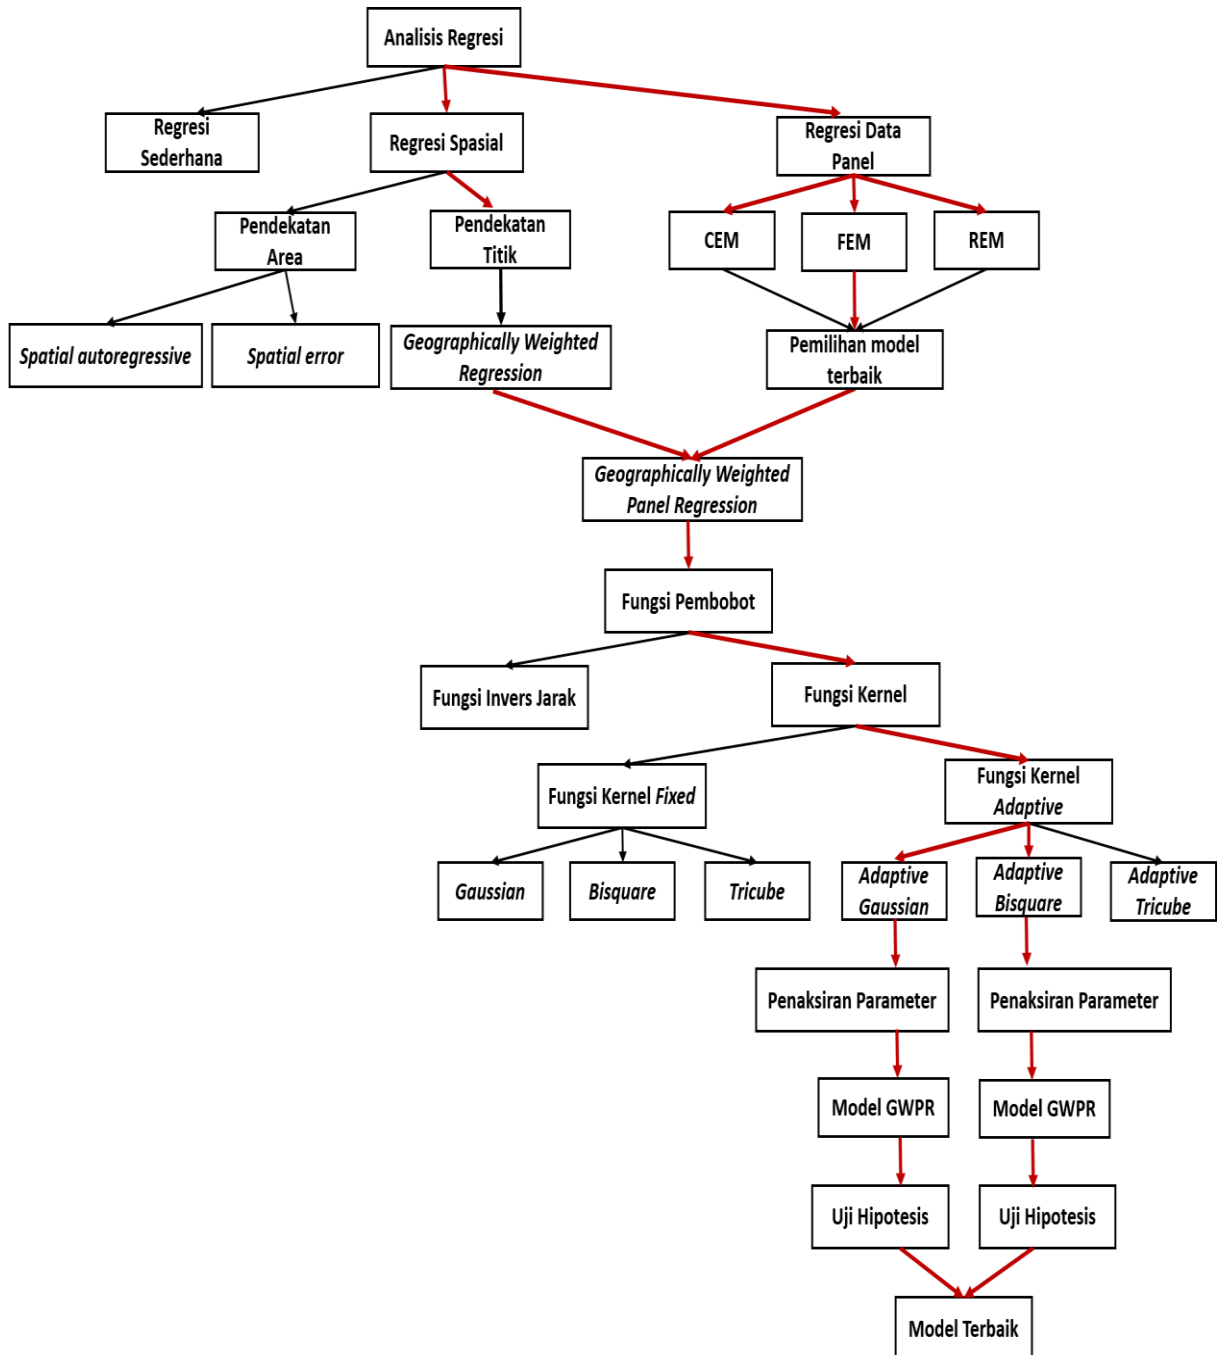 Analisis Regresi
Regresi
Sederhana
Regresi Spasial
Regresi Data
Panel
Pendekatan
Area
Pendekatan
Titik
CEM
FEM
REM
Spatial autoregressive
Spatial error
Geographically Weighted
Regression
Pemilihan model
terbaik
Geographically Weighted
Panel Regression
Fungsi Pembobot
Fungsi Invers Jarak
Fungsi Kernel
Fungsi Kernel Fixed
Fungsi Kernel
Adaptive
Gaussian
Bisquare
Tricube
Adaptive
Gaussian
Adaptive
Bisquare
Adaptive
Tricube
Penaksiran Parameter
Penaksiran Parameter
Model GWPR
Model GWPR
Uji Hipotesis
Uji Hipotesis
Model Terbaik